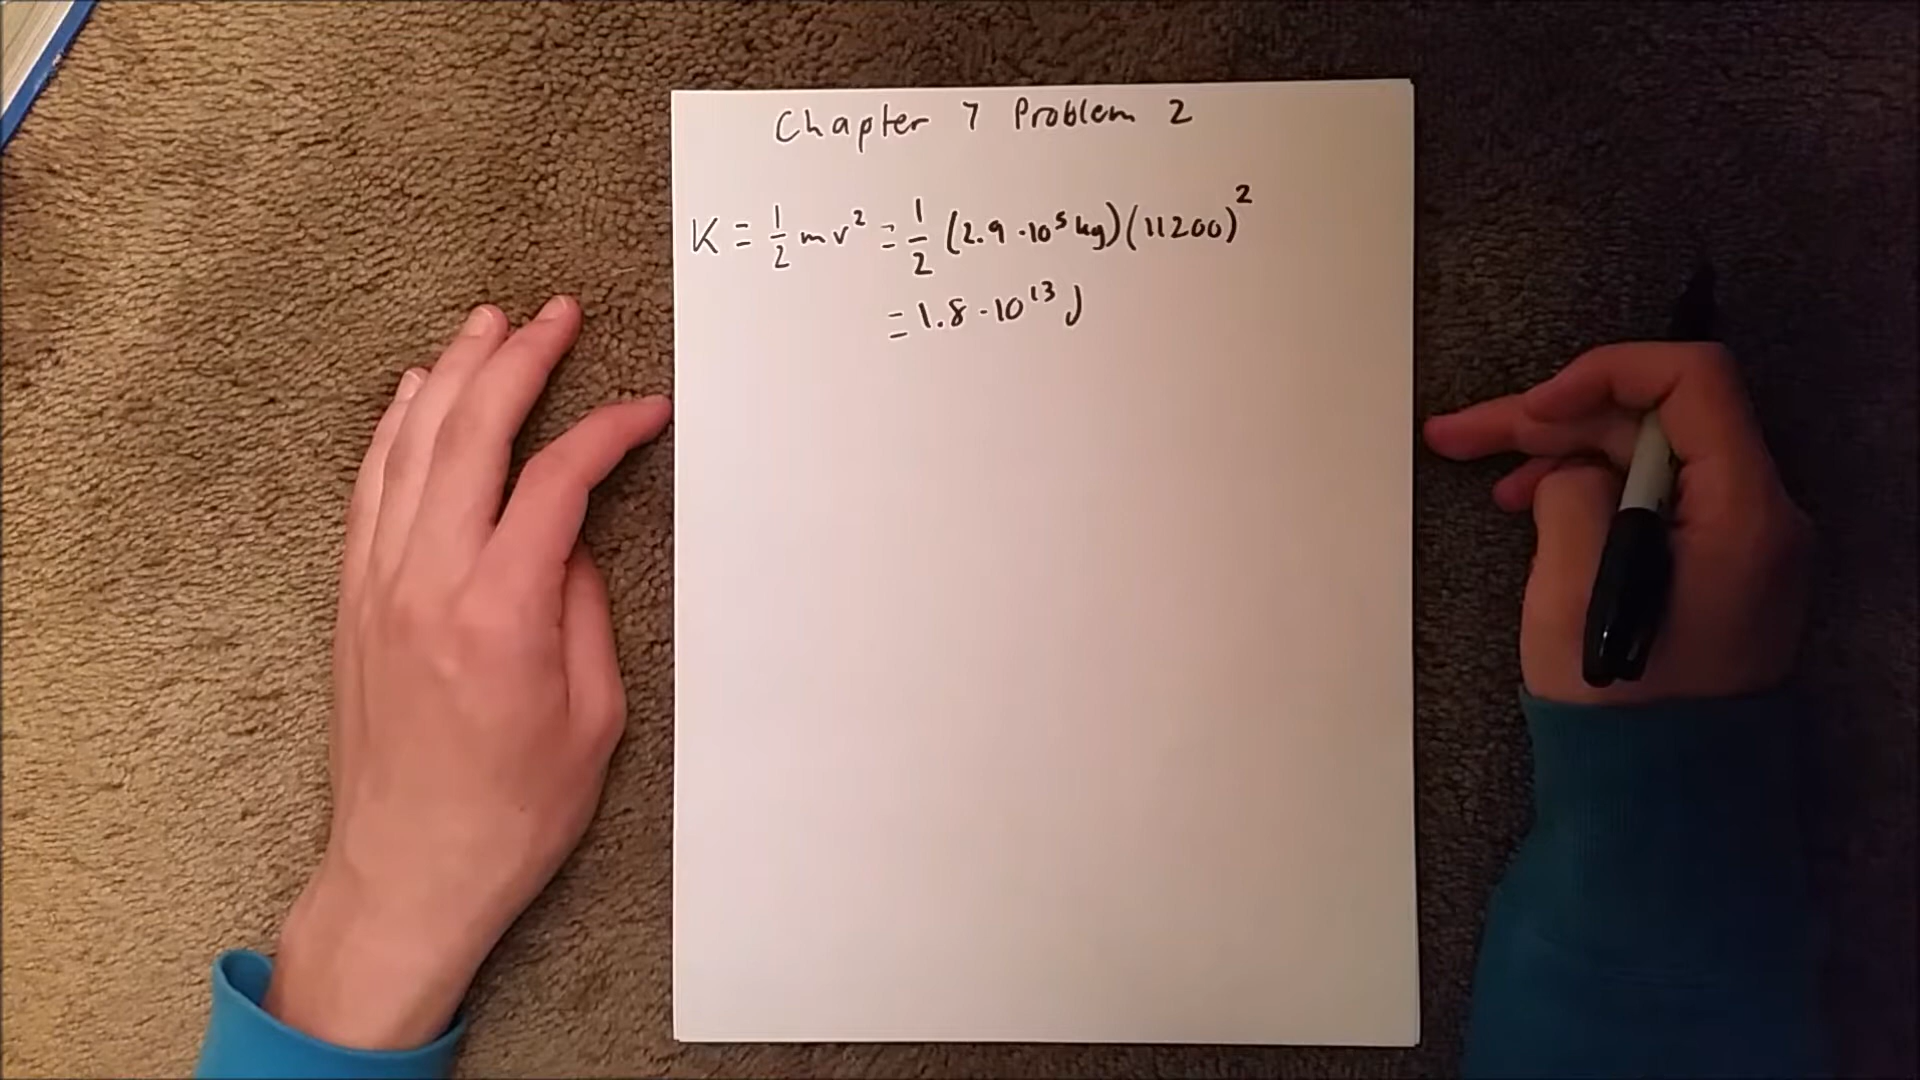 Chapter 7 Problem 2
K = 1/2 mv² = 1/2 (2.9 · 10⁵ kg)(11200)²
= 1.8 · 10¹³ J